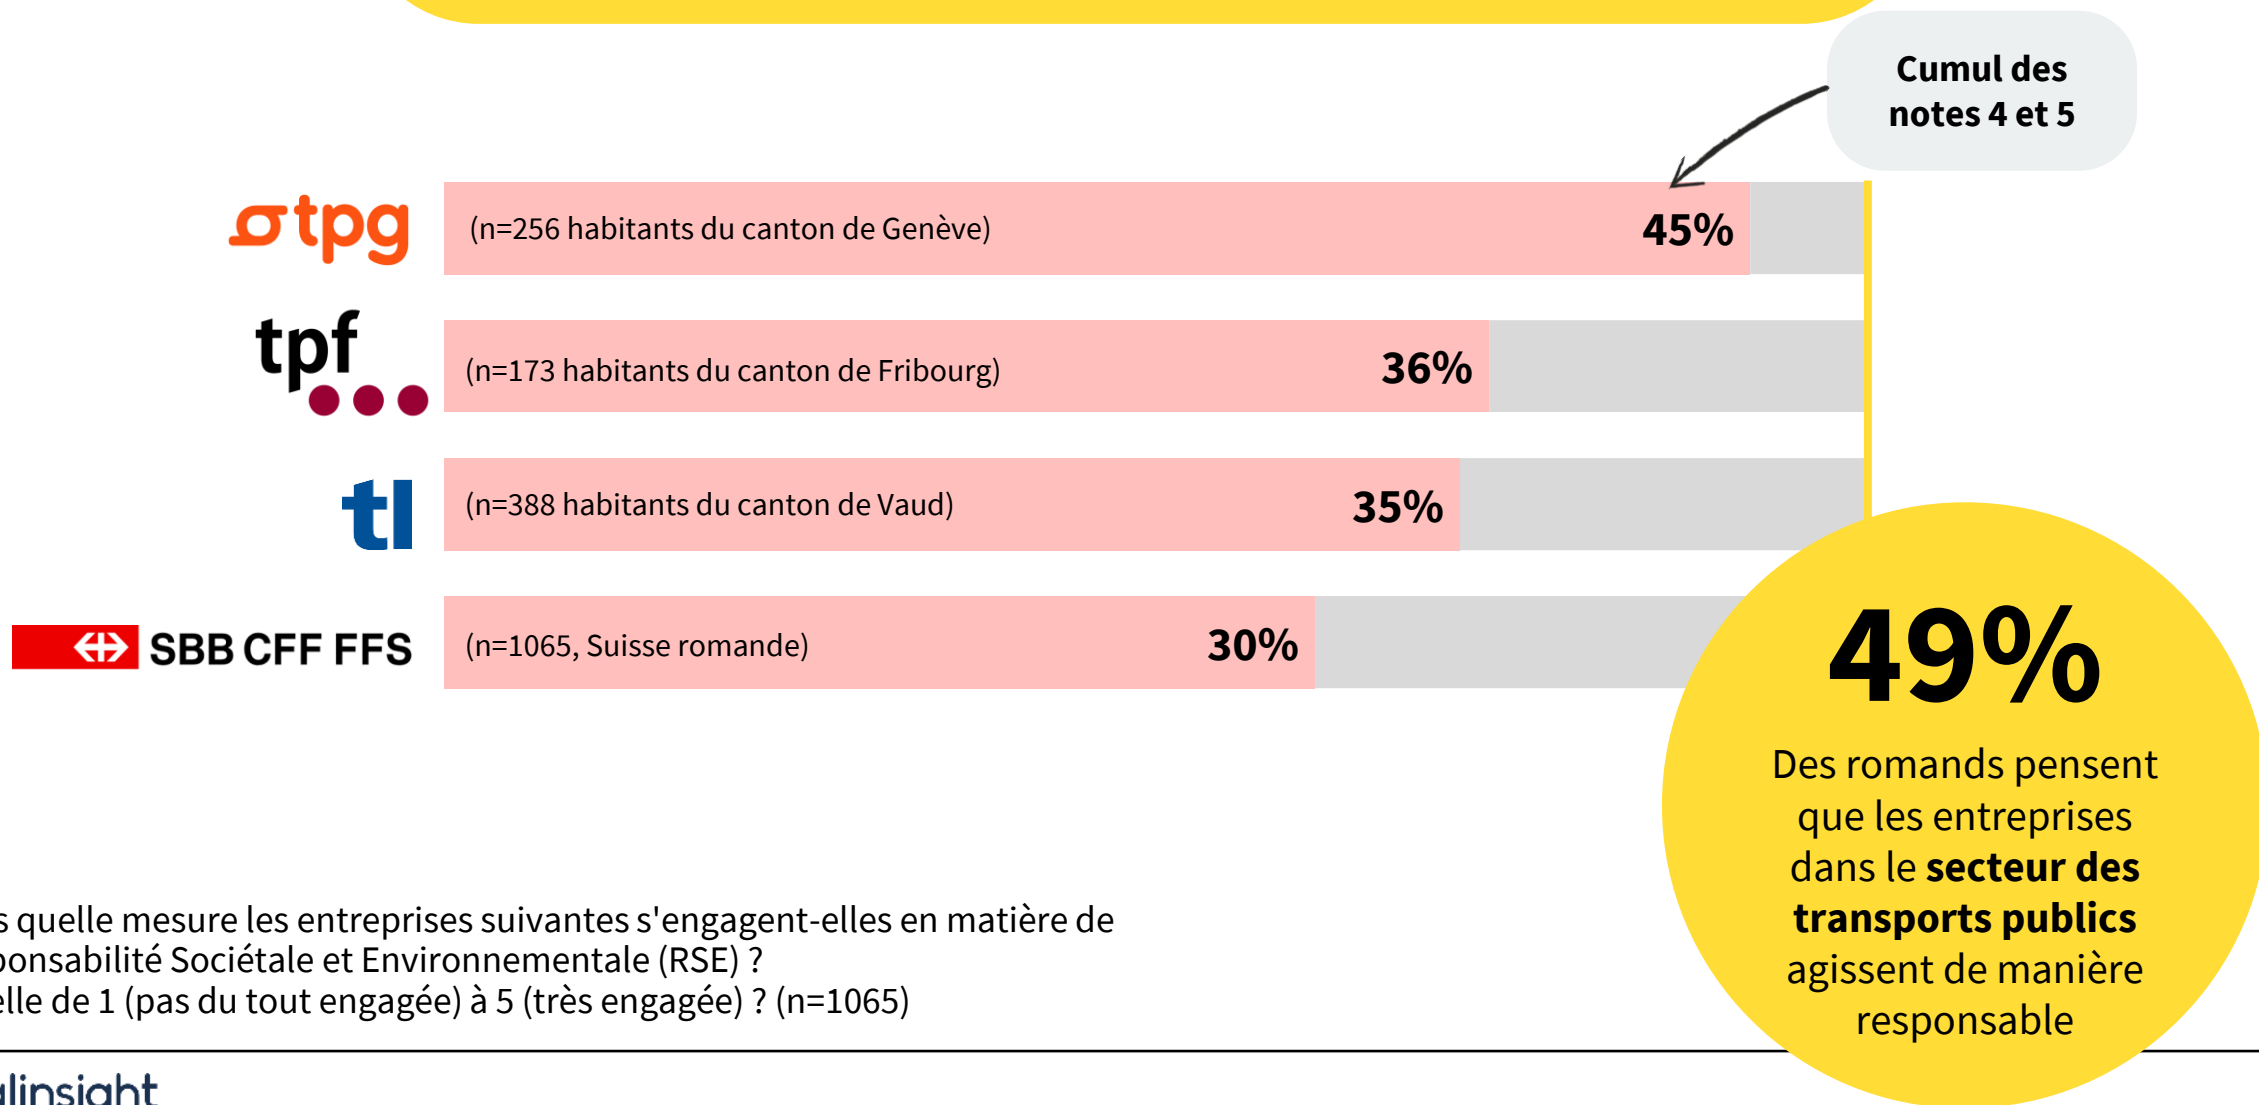 Cumul des
notes 4 et 5
tpg
(n=256 habitants du canton de Genève)
45%
tpf
(n=173 habitants du canton de Fribourg)
36%
tl
(n=388 habitants du canton de Vaud)
35%
SBB CFF FFS
(n=1065, Suisse romande)
30%
49%
Des romands pensent
que les entreprises
dans le secteur des
transports publics
agissent de manière
responsable
quelle mesure les entreprises suivantes s'engagent-elles en matière de
Sociétale et Environnementale (RSE) ?
de 1 (pas du tout engagée) à 5 (très engagée) ? (n=1065)